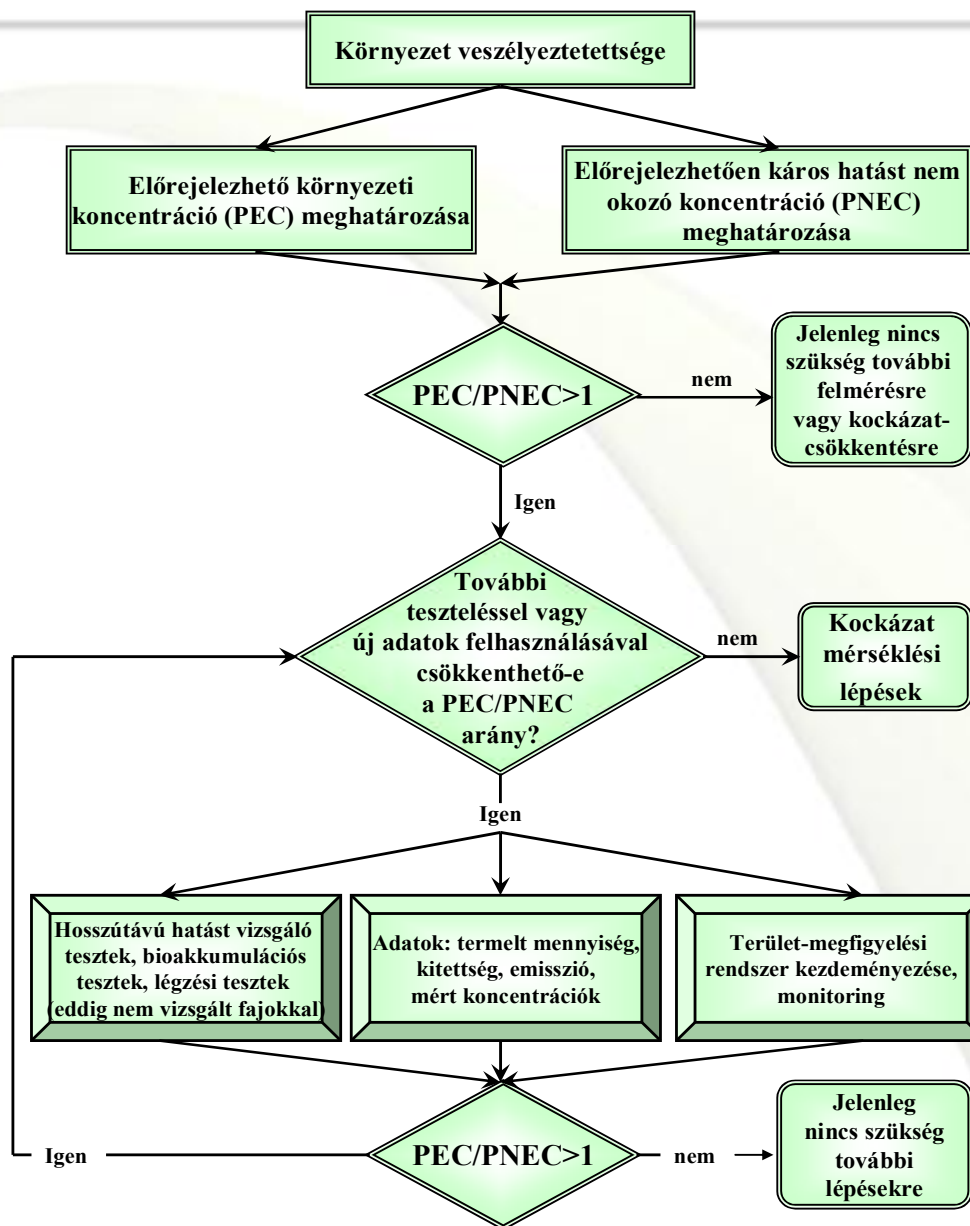 Környezet veszélyeztetettsége
Előrejelezhető környezeti
koncentráció (PEC) meghatározása
Előrejelezhetően káros hatást nem
okozó koncentráció (PNEC)
meghatározása
PEC/PNEC>1
nem
Jelenleg nincs
szükség további
felmérésre
vagy kockázat-
csökkentésre
Igen
További
teszteléssel vagy
új adatok felhasználásával
csökkenthető-e
a PEC/PNEC
arány?
nem
Kockázat
mérséklési
lépések
Igen
Hosszútávú hatást vizsgáló
tesztek, bioakkumulációs
tesztek, légzési tesztek
(eddig nem vizsgált fajokkal)
Adatok: termelt mennyiség,
kitettség, emisszió,
mért koncentrációk
Terület-megfigyelési
rendszer kezdeményezése,
monitoring
Igen
PEC/PNEC>1
nem
Jelenleg
nincs szükség
további
lépésekre